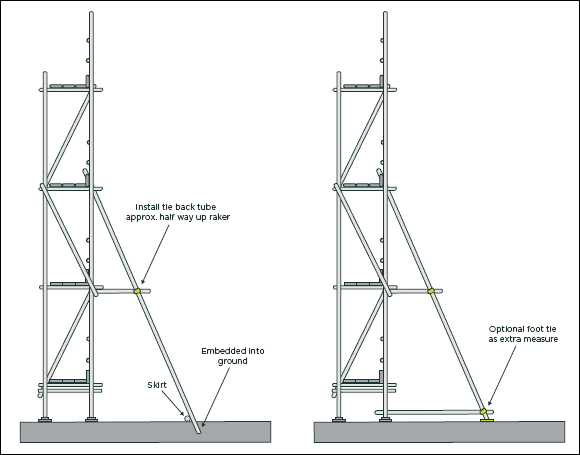 Install tie back tube
approx. half way up raker
Optional foot tie
as extra measure
Embedded into
ground
Skirt